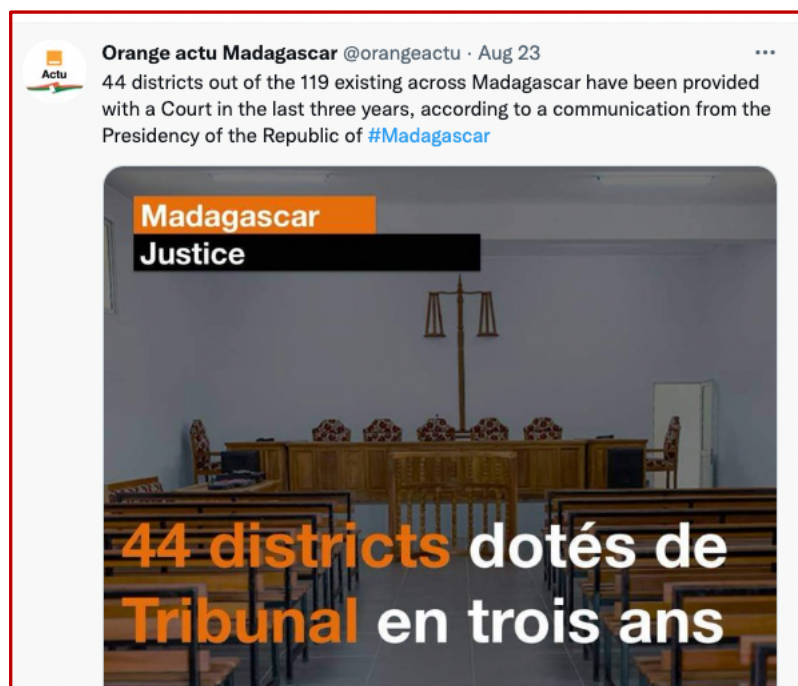 Actu
Orange actu Madagascar @orangeactu · Aug 23
44 districts out of the 119 existing across Madagascar have been provided
with a Court in the last three years, according to a communication from the
Presidency of the Republic of #Madagascar
Madagascar
Justice
44 districts dotés de
Tribunal en trois ans